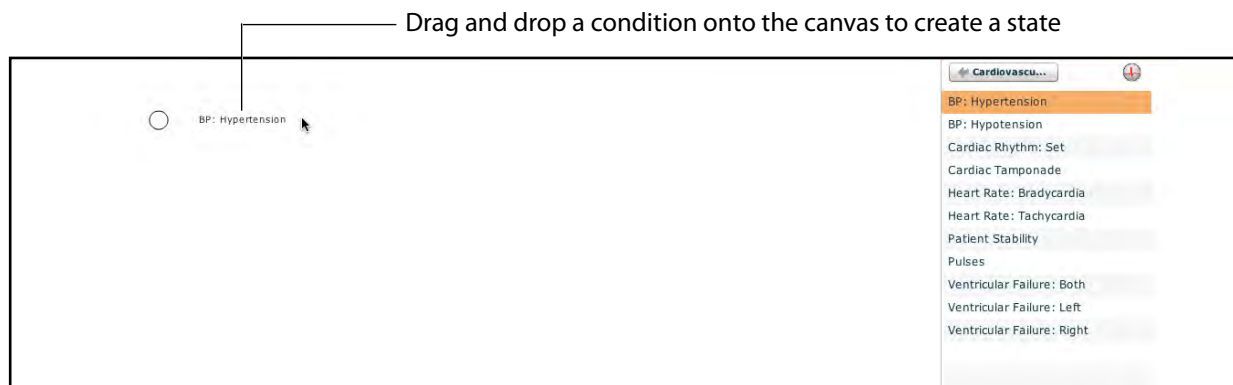 Drag and drop a condition onto the canvas to create a state
Cardiovascu...
BP: Hypertension
BP: Hypertension
BP: Hypotension
Cardiac Rhythm: Set
Cardiac Tamponade
Heart Rate: Bradycardia
Heart Rate: Tachycardia
Patient Stability
Pulses
Ventricular Failure: Both
Ventricular Failure: Left
Ventricular Failure: Right